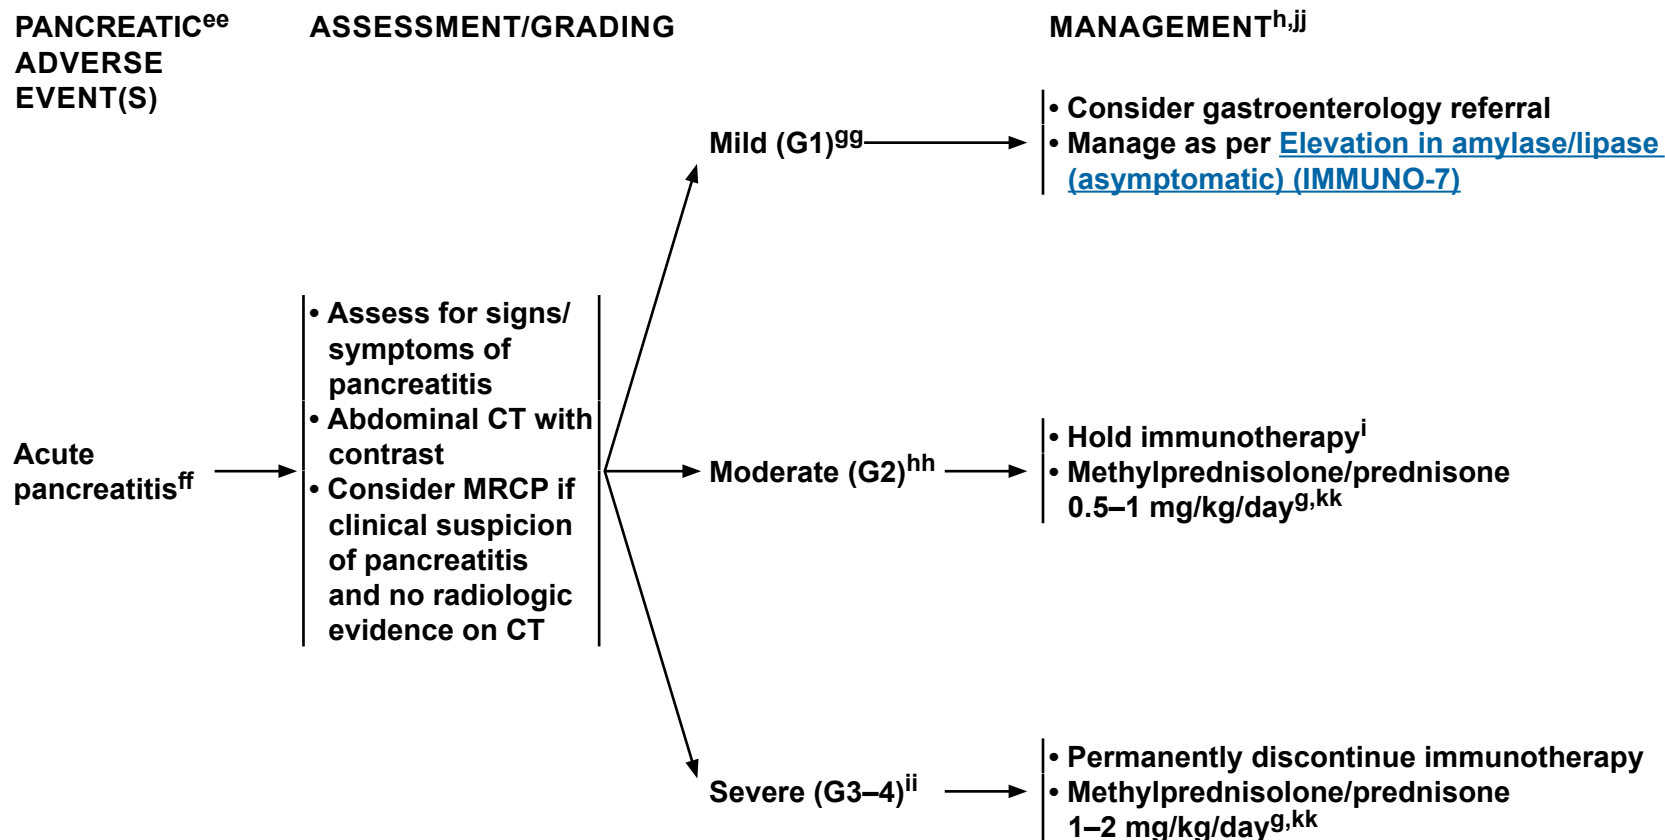 PANCREATICee
ADVERSE
EVENT(S)
ASSESSMENT/GRADING
MANAGEMENTh,jj
Acute
pancreatitisff
• Assess for signs/
symptoms of
pancreatitis
• Abdominal CT with
contrast
• Consider MRCP if
clinical suspicion
of pancreatitis
and no radiologic
evidence on CT
Mild (G1)gg
• Consider gastroenterology referral
• Manage as per Elevation in amylase/lipase
(asymptomatic) (IMMUNO-7)
Moderate (G2)hh
• Hold immunotherapyi
• Methylprednisolone/prednisone
0.5–1 mg/kg/dayg,kk
Severe (G3–4)ii
• Permanently discontinue immunotherapy
• Methylprednisolone/prednisone
1–2 mg/kg/dayg,kk